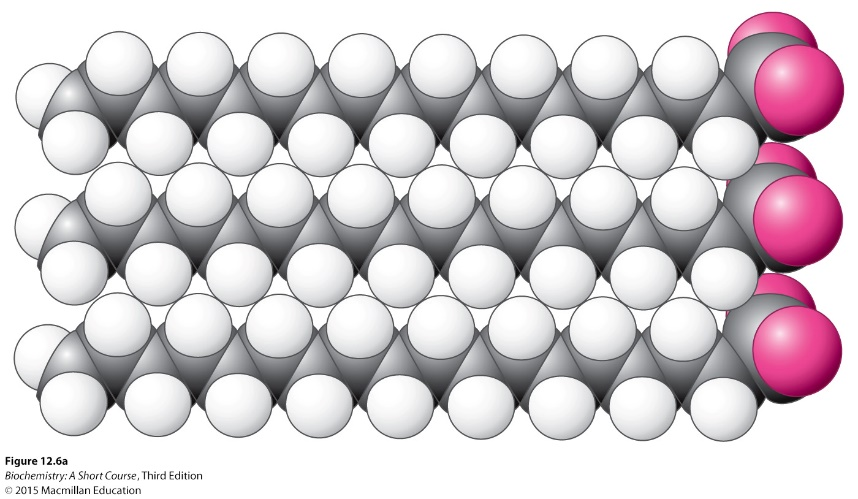 Figure 12.6a
Biochemistry: A Short Course, Third Edition
© 2015 Macmillan Education